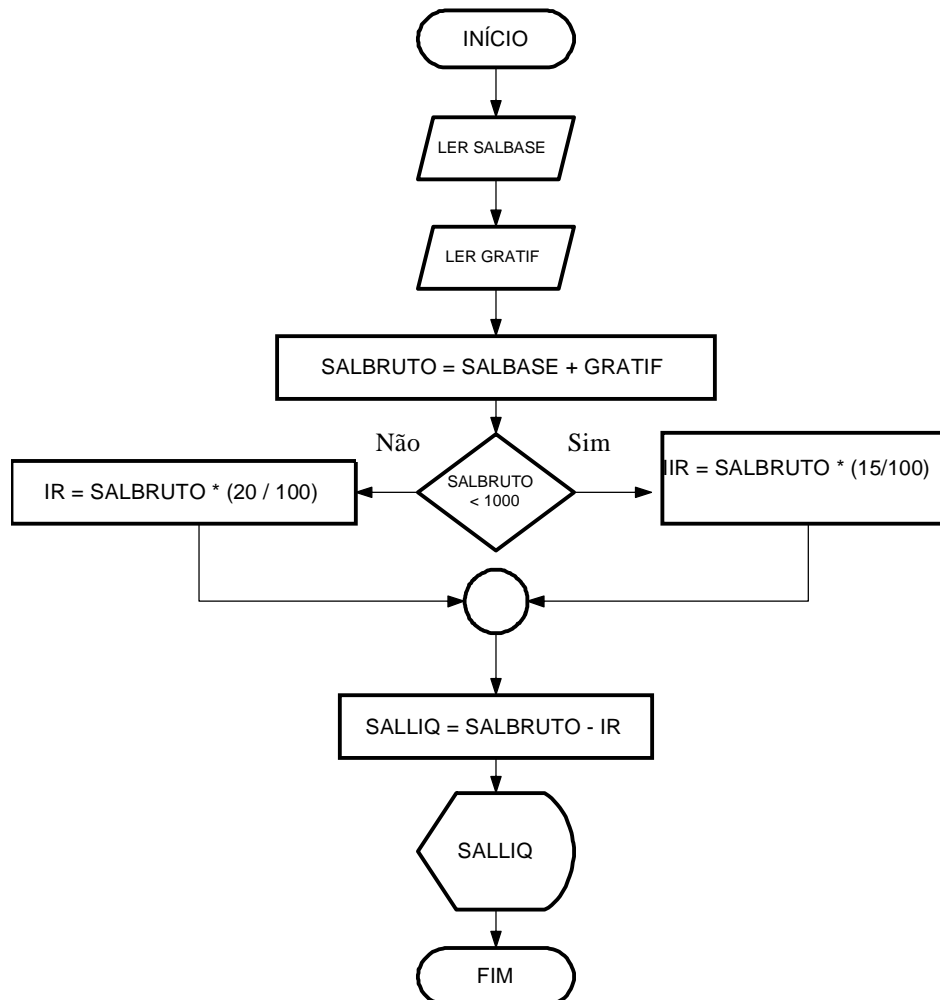 INÍCIO
LER SALBASE
LER GRATIF
SALBRUTO = SALBASE + GRATIF
Não
Sim
IR = SALBRUTO * (20 / 100)
SALBRUTO
< 1000
IIR = SALBRUTO * (15/100)
SALLIQ = SALBRUTO - IR
SALLIQ
FIM